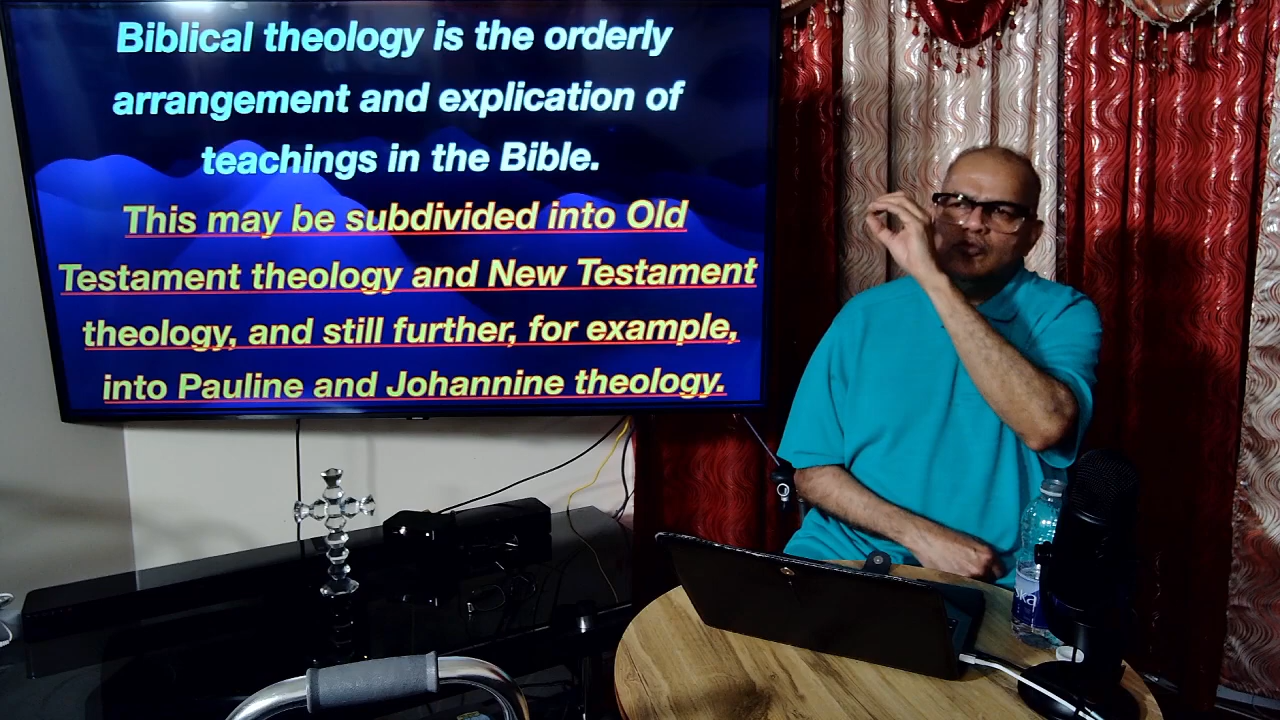 Biblical theology is the orderly
arrangement and explication of
teachings in the Bible.
This may be subdivided into Old
Testament theology and New Testament
theology, and still further, for example,
into Pauline and Johannine theology.